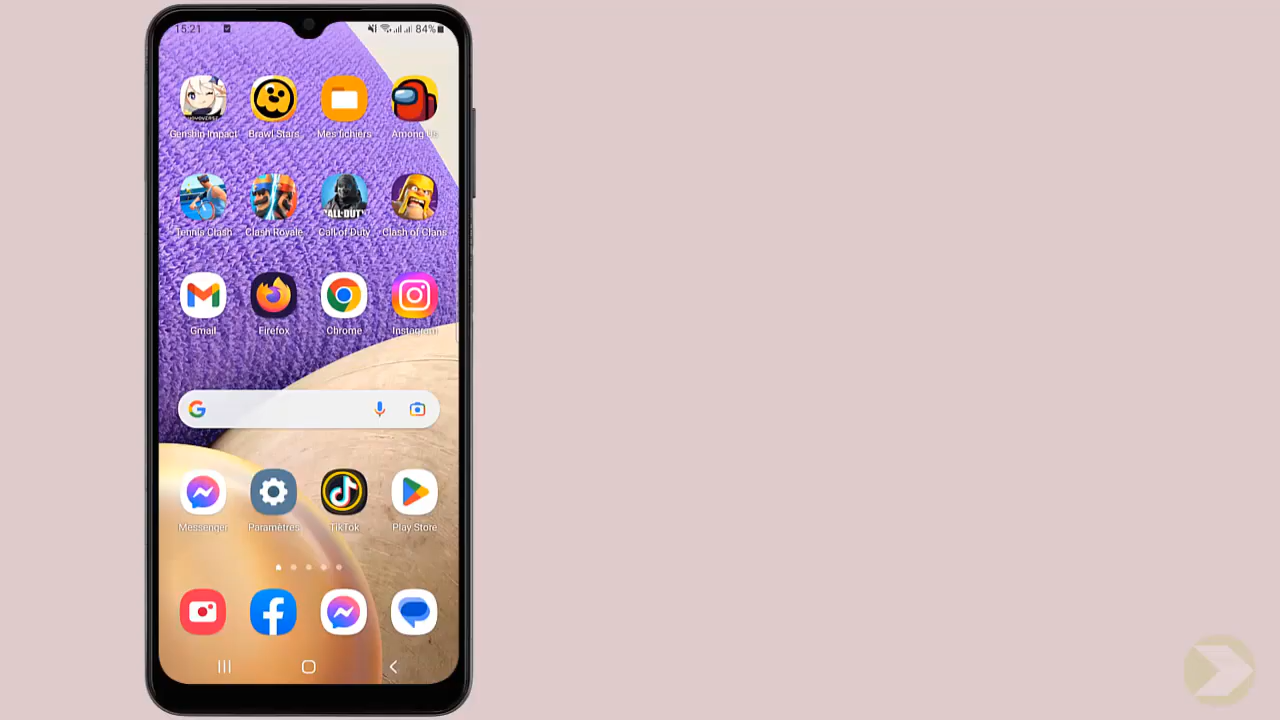 15:21 84%
Genshin Impact Brawl Stars Mes fichiers Among Us
Tennis Clash Clash Royale Call of Duty Clash of Clans
Gmail Firefox Chrome Instagram
Messenger Paramètres TikTok Play Store